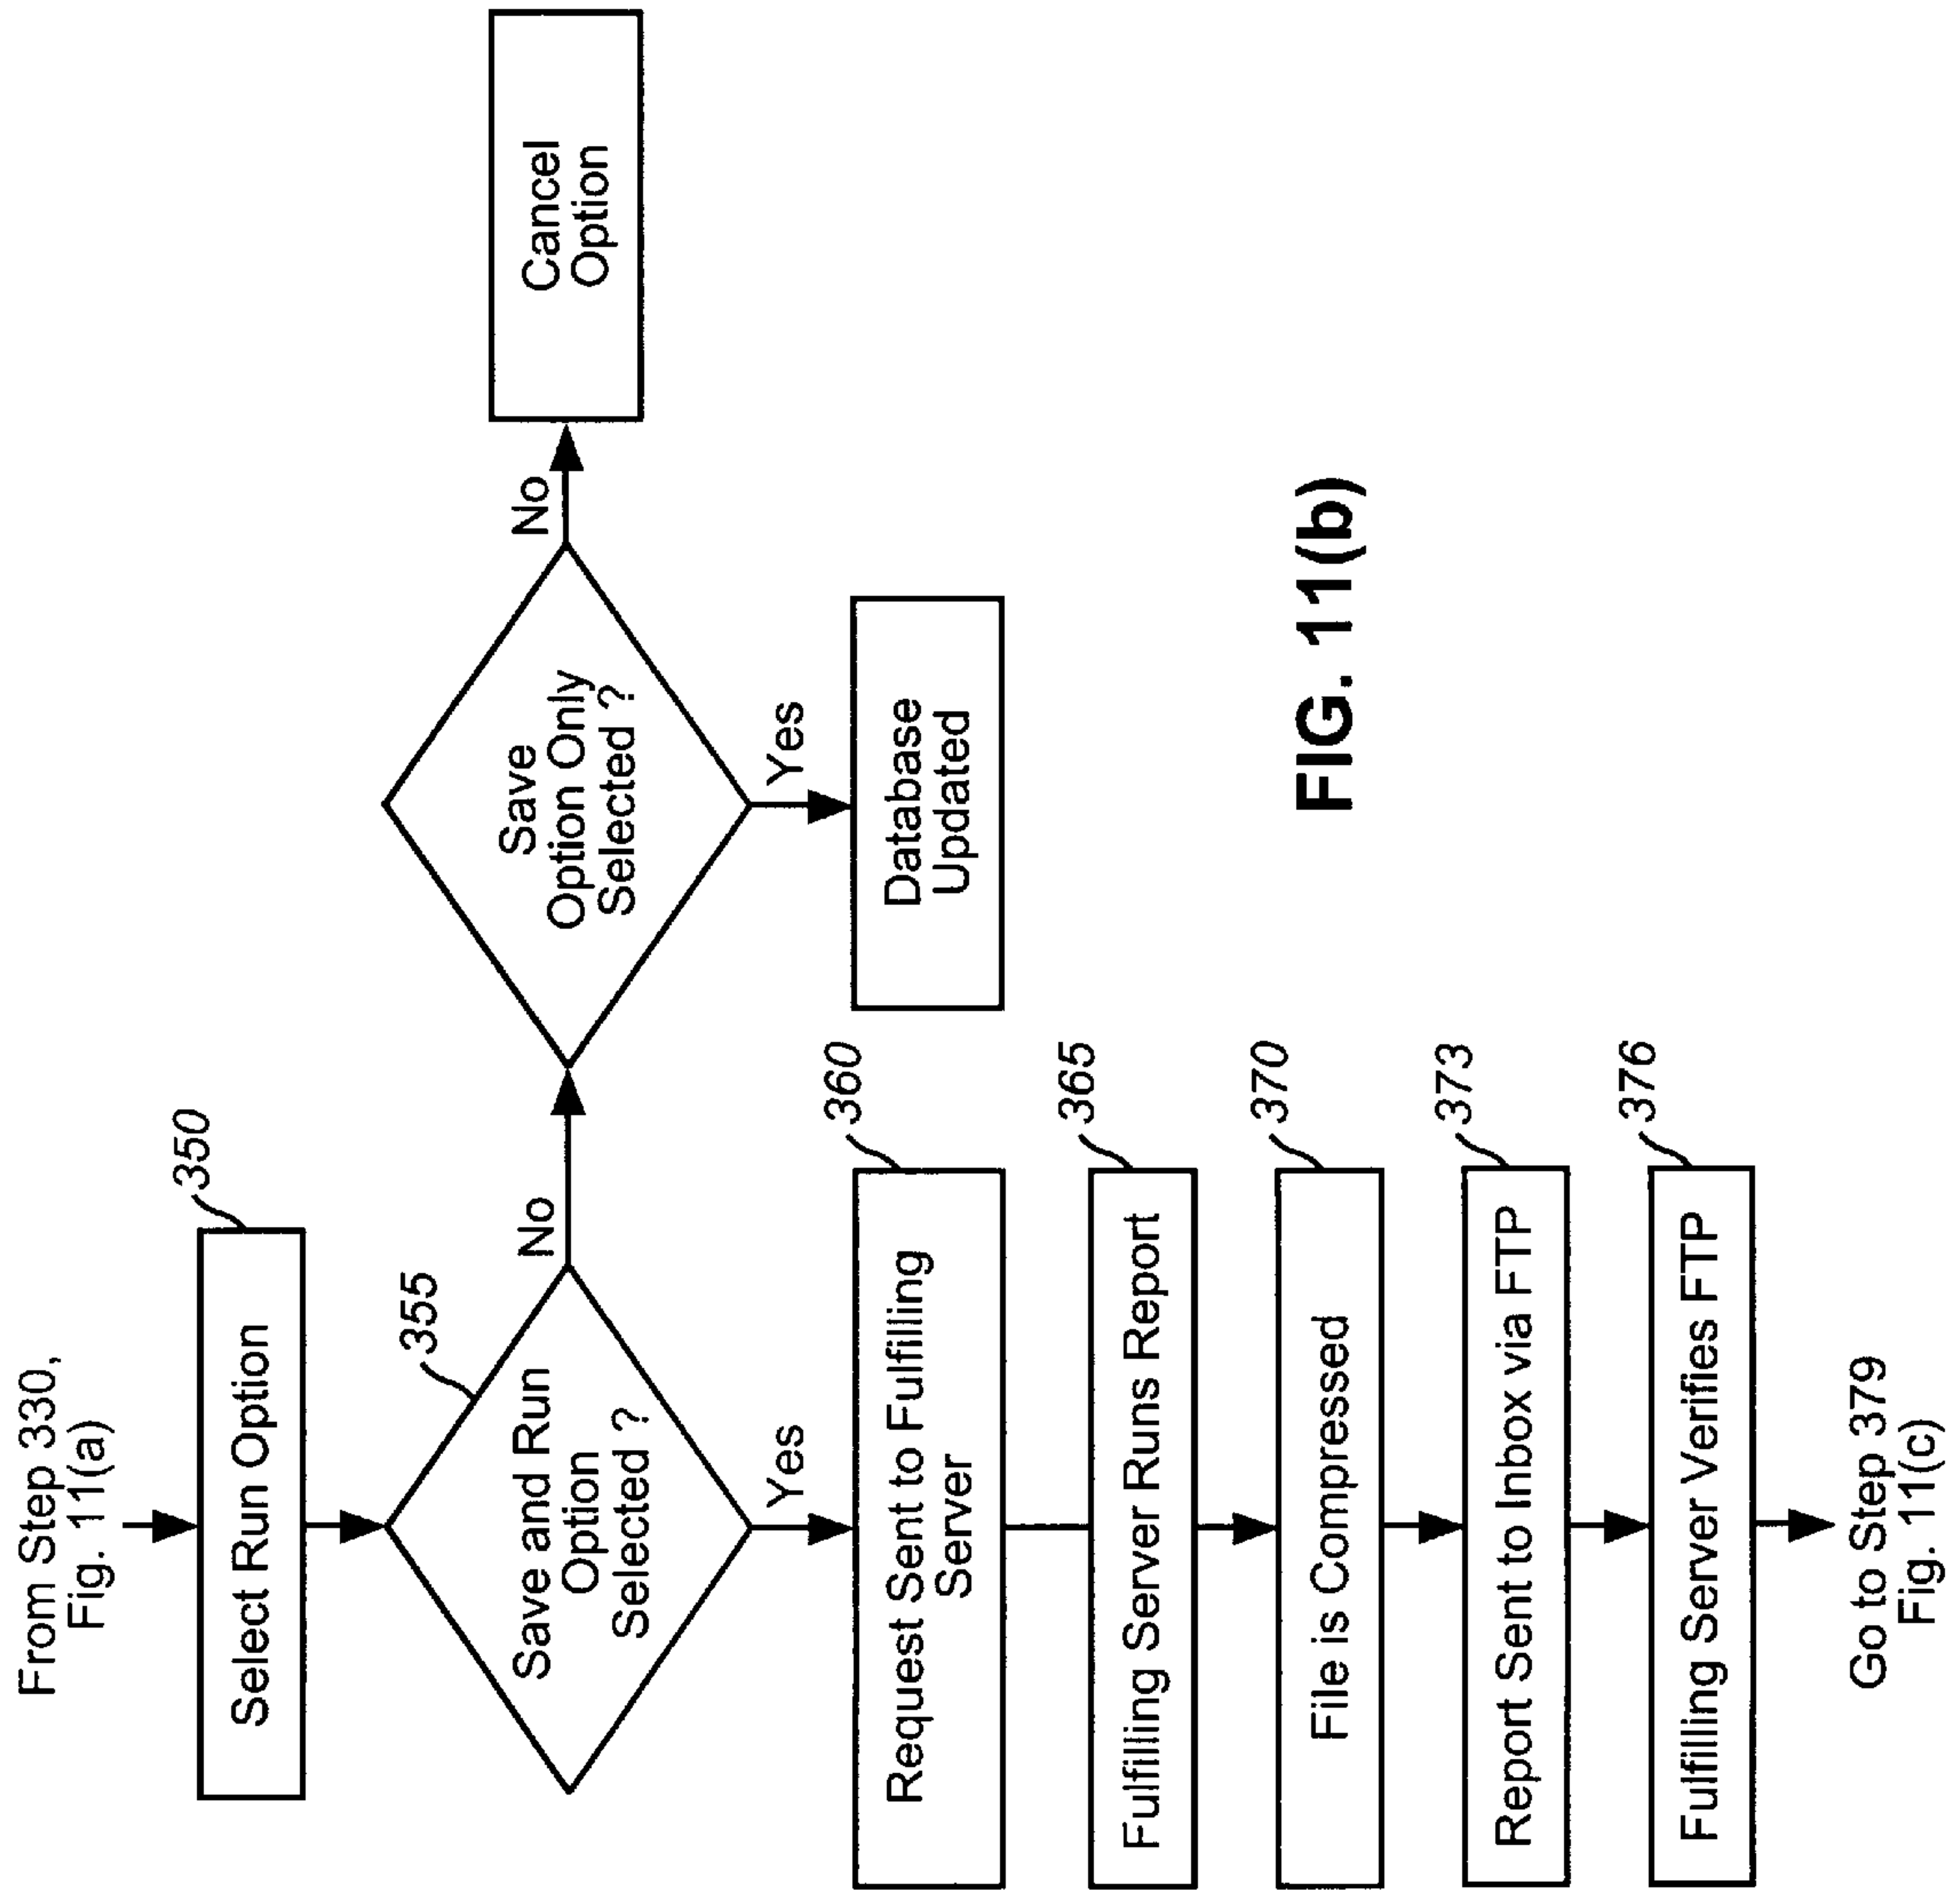 From Step 330,
Fig. 11(a)
350
Select Run Option
355
Save and Run
Option
Selected ?
No
Save
Option Only
Selected ?
No
Cancel
Option
Yes
Database
Updated
Yes
360
Request Sent to Fulfilling
Server
365
Fulfilling Server Runs Report
370
File is Compressed
373
Report Sent to Inbox via FTP
376
Fulfilling Server Verifies FTP
Go to Step 379
Fig. 11(c)
FIG. 11(b)